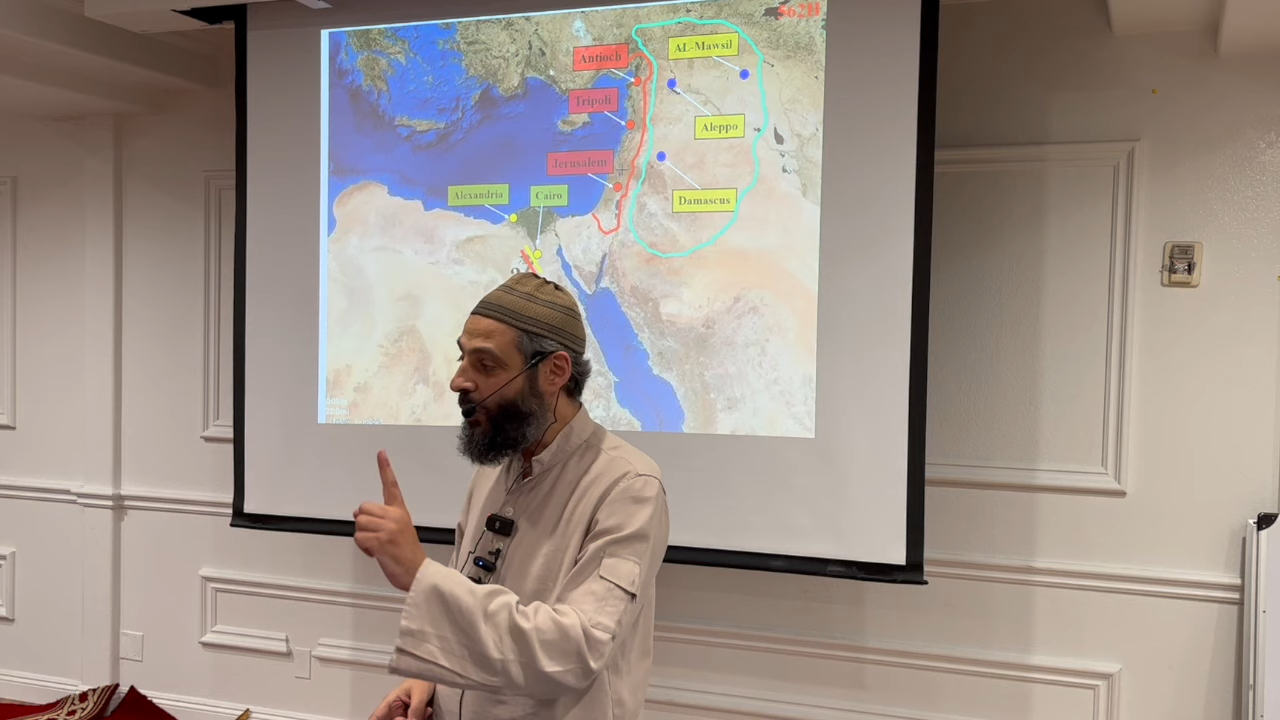 562H
AL-Mawsil
Antioch
Tripoli
Aleppo
Jerusalem
Alexandria
Cairo
Damascus